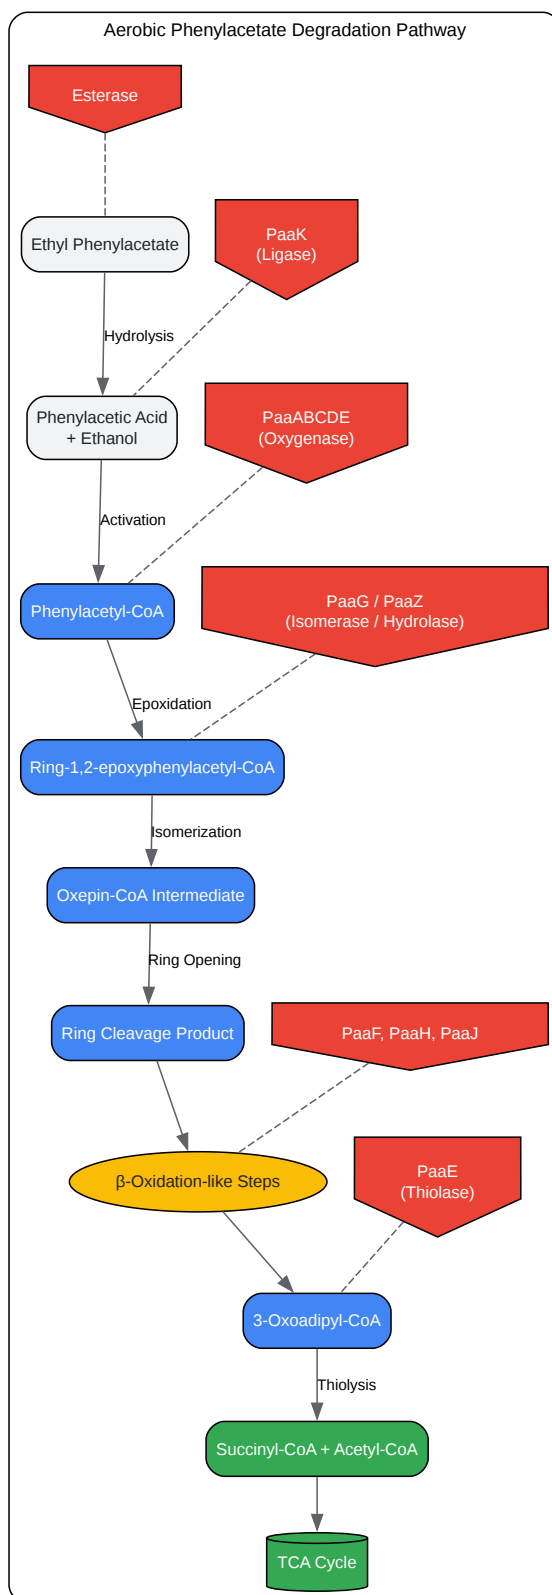 Aerobic Phenylacetate Degradation Pathway
Esterase
Ethyl Phenylacetate
PaaK
(Ligase)
Hydrolysis
Phenylacetic Acid
+ Ethanol
PaaABCDE
(Oxygenase)
Activation
Phenylacetyl-CoA
PaaG / PaaZ
(Isomerase / Hydrolase)
Epoxidation
Ring-1,2-epoxyphenylacetyl-CoA
Isomerization
Oxepin-CoA Intermediate
Ring Opening
Ring Cleavage Product
PaaF, PaaH, PaaJ
β-Oxidation-like Steps
PaaE
(Thiolase)
3-Oxoadipyl-CoA
Thiolysis
Succinyl-CoA + Acetyl-CoA
TCA Cycle